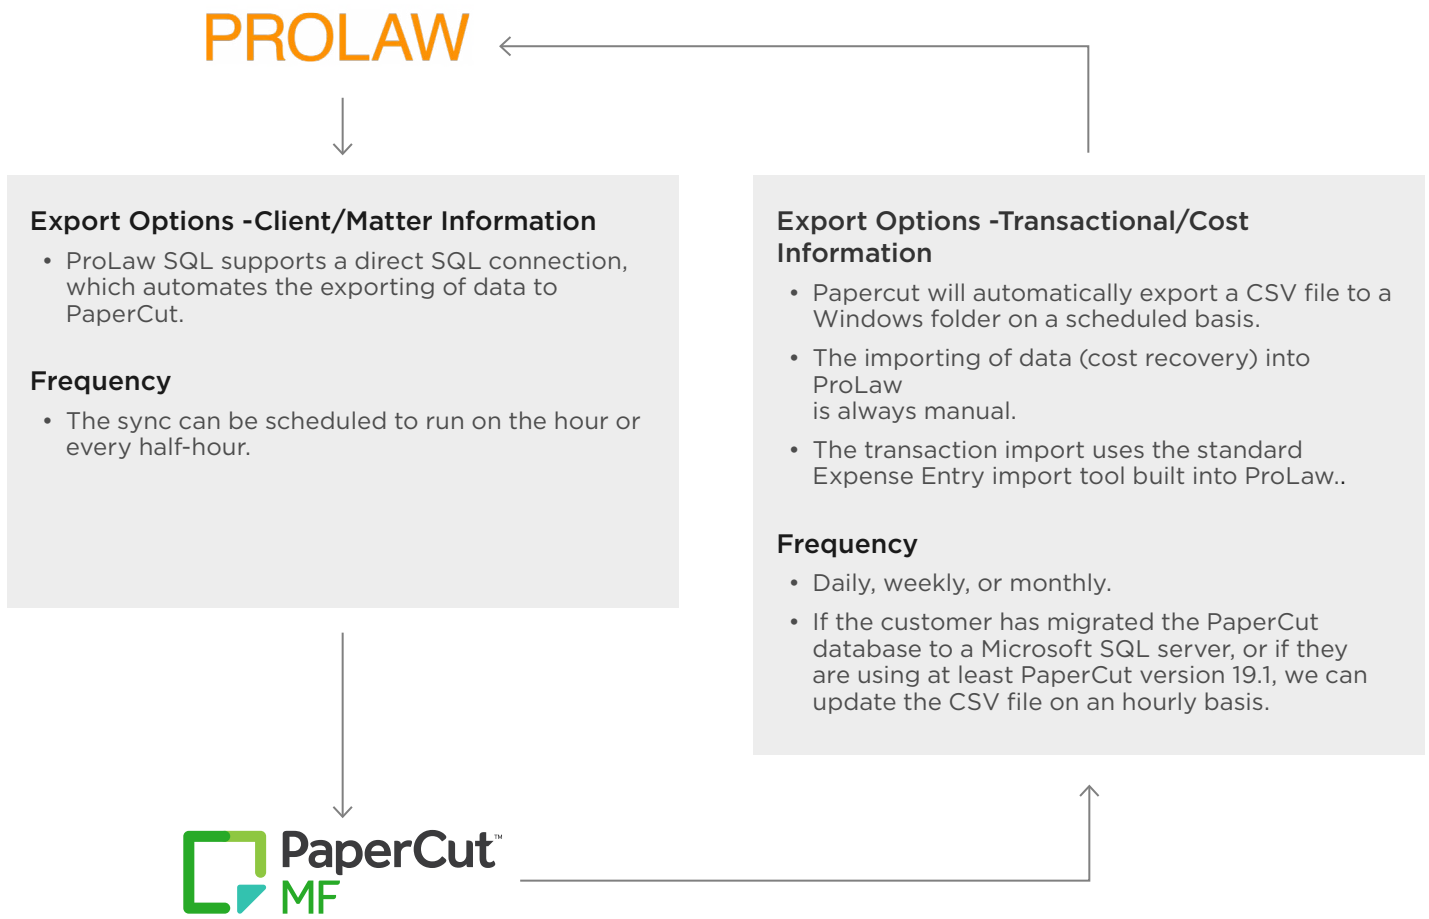 PROLAW
Export Options -Client/Matter Information
• ProLaw SQL supports a direct SQL connection,
which automates the exporting of data to
PaperCut.
Frequency
• The sync can be scheduled to run on the hour or
every half-hour.
Export Options -Transactional/Cost
Information
• Papercut will automatically export a CSV file to a
Windows folder on a scheduled basis.
• The importing of data (cost recovery) into
ProLaw
is always manual.
• The transaction import uses the standard
Expense Entry import tool built into ProLaw..
Frequency
• Daily, weekly, or monthly.
• If the customer has migrated the PaperCut
database to a Microsoft SQL server, or if they
are using at least PaperCut version 19.1, we can
update the CSV file on an hourly basis.
PaperCut™
MF